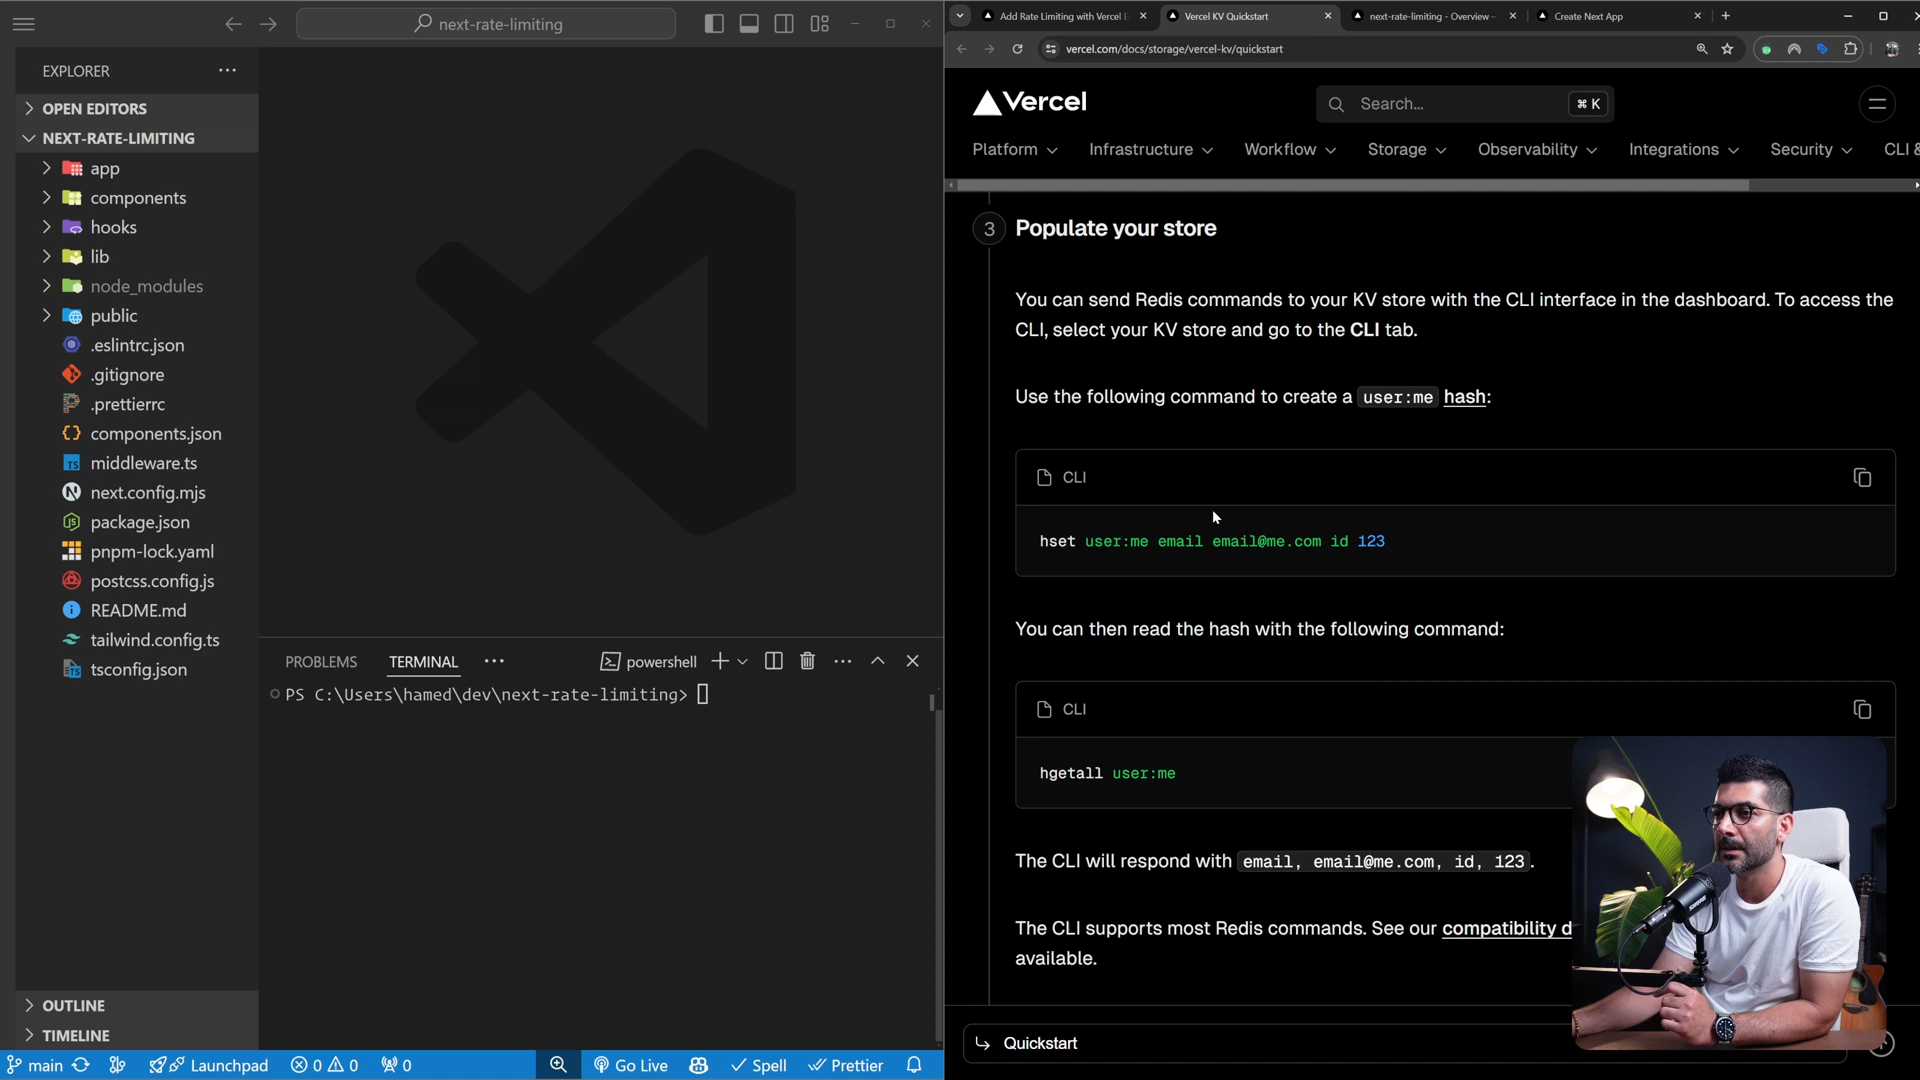 next-rate-limiting
EXPLORER
OPEN EDITORS
NEXT-RATE-LIMITING
app
components
hooks
lib
node_modules
public
.eslintrc.json
.gitignore
.prettierrc
components.json
middleware.ts
next.config.mjs
package.json
pnpm-lock.yaml
postcss.config.js
README.md
tailwind.config.ts
tsconfig.json
OUTLINE
TIMELINE
PROBLEMS TERMINAL powershell
PS C:\Users\hamed\dev\next-rate-limiting>
main Launchpad 0 0 0 Go Live Spell Prettier
Add Rate Limiting with Vercel Vercel KV Quickstart next-rate-limiting - Overview - Create Next App
vercel.com/docs/storage/vercel-kv/quickstart
Vercel Search... ⌘ K
Platform Infrastructure Workflow Storage Observability Integrations Security CLI &
3 Populate your store
You can send Redis commands to your KV store with the CLI interface in the dashboard. To access the
CLI, select your KV store and go to the CLI tab.
Use the following command to create a user:me hash:
CLI
hset user:me email email@me.com id 123
You can then read the hash with the following command:
CLI
hgetall user:me
The CLI will respond with email, email@me.com, id, 123.
The CLI supports most Redis commands. See our compatibility d
available.
Quickstart